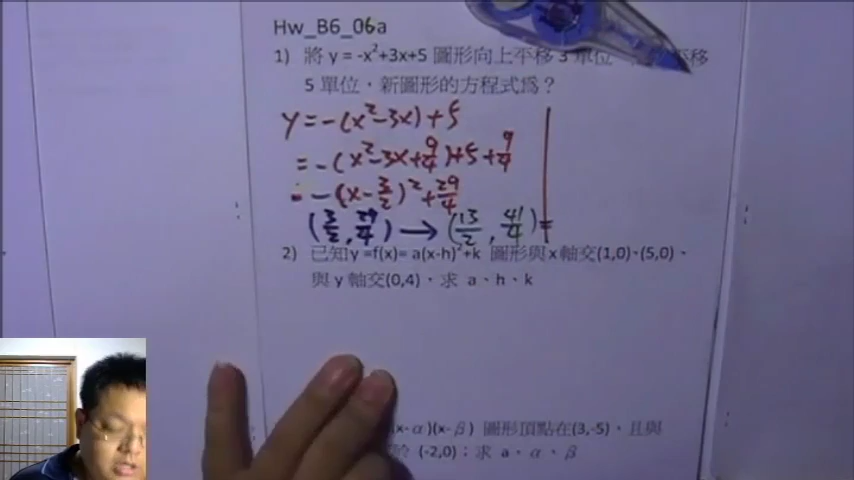 Hw_B6_06a
1) 將 y = -x²+3x+5 圖形向上平移 3 單位 移
5 單位，新圖形的方程式為？
y = -(x²-3x)+5
= -(x²-3x+9/4)+5+9/4
= -(x-3/2)²+29/4
(3/2, 29/4) → (13/2, 41/4)
2) 已知 y =f(x)= a(x-h)²+k 圖形與 x 軸交(1,0)、(5,0)、
與 y 軸交(0,4)，求 a、h、k
(x-α)(x-β) 圖形頂點在(3,-5)，且與
(-2,0)；求 a、α、β